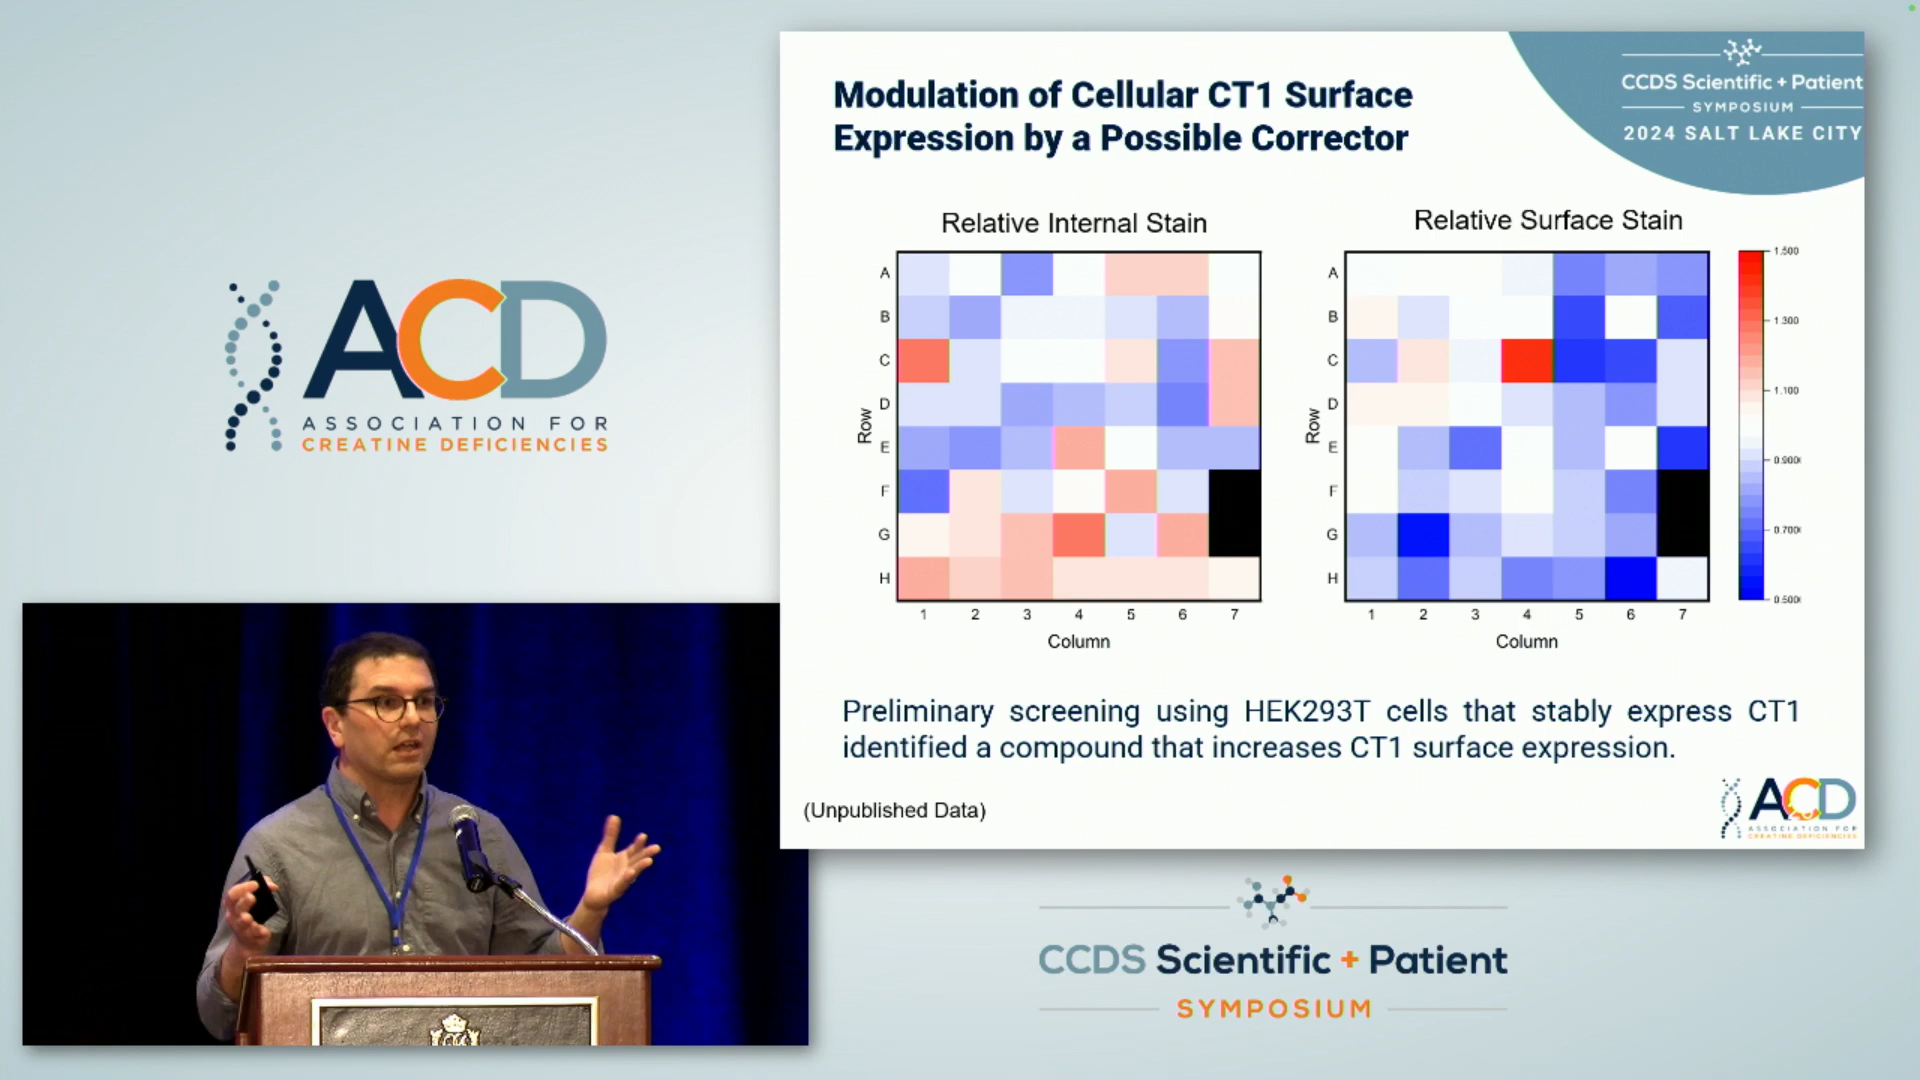 ACD
ASSOCIATION FOR
CREATINE DEFICIENCIES
Modulation of Cellular CT1 Surface
Expression by a Possible Corrector
CCDS Scientific + Patient
SYMPOSIUM
2024 SALT LAKE CITY
Relative Internal Stain
A
B
C
D
E
F
G
H
Row
1 2 3 4 5 6 7
Column
Relative Surface Stain
A
B
C
D
E
F
G
H
Row
1 2 3 4 5 6 7
Column
1.500
1.300
1.100
0.900
0.700
0.500
Preliminary screening using HEK293T cells that stably express CT1
identified a compound that increases CT1 surface expression.
(Unpublished Data)
ACD
ASSOCIATION FOR
CREATINE DEFICIENCIES
CCDS Scientific + Patient
SYMPOSIUM